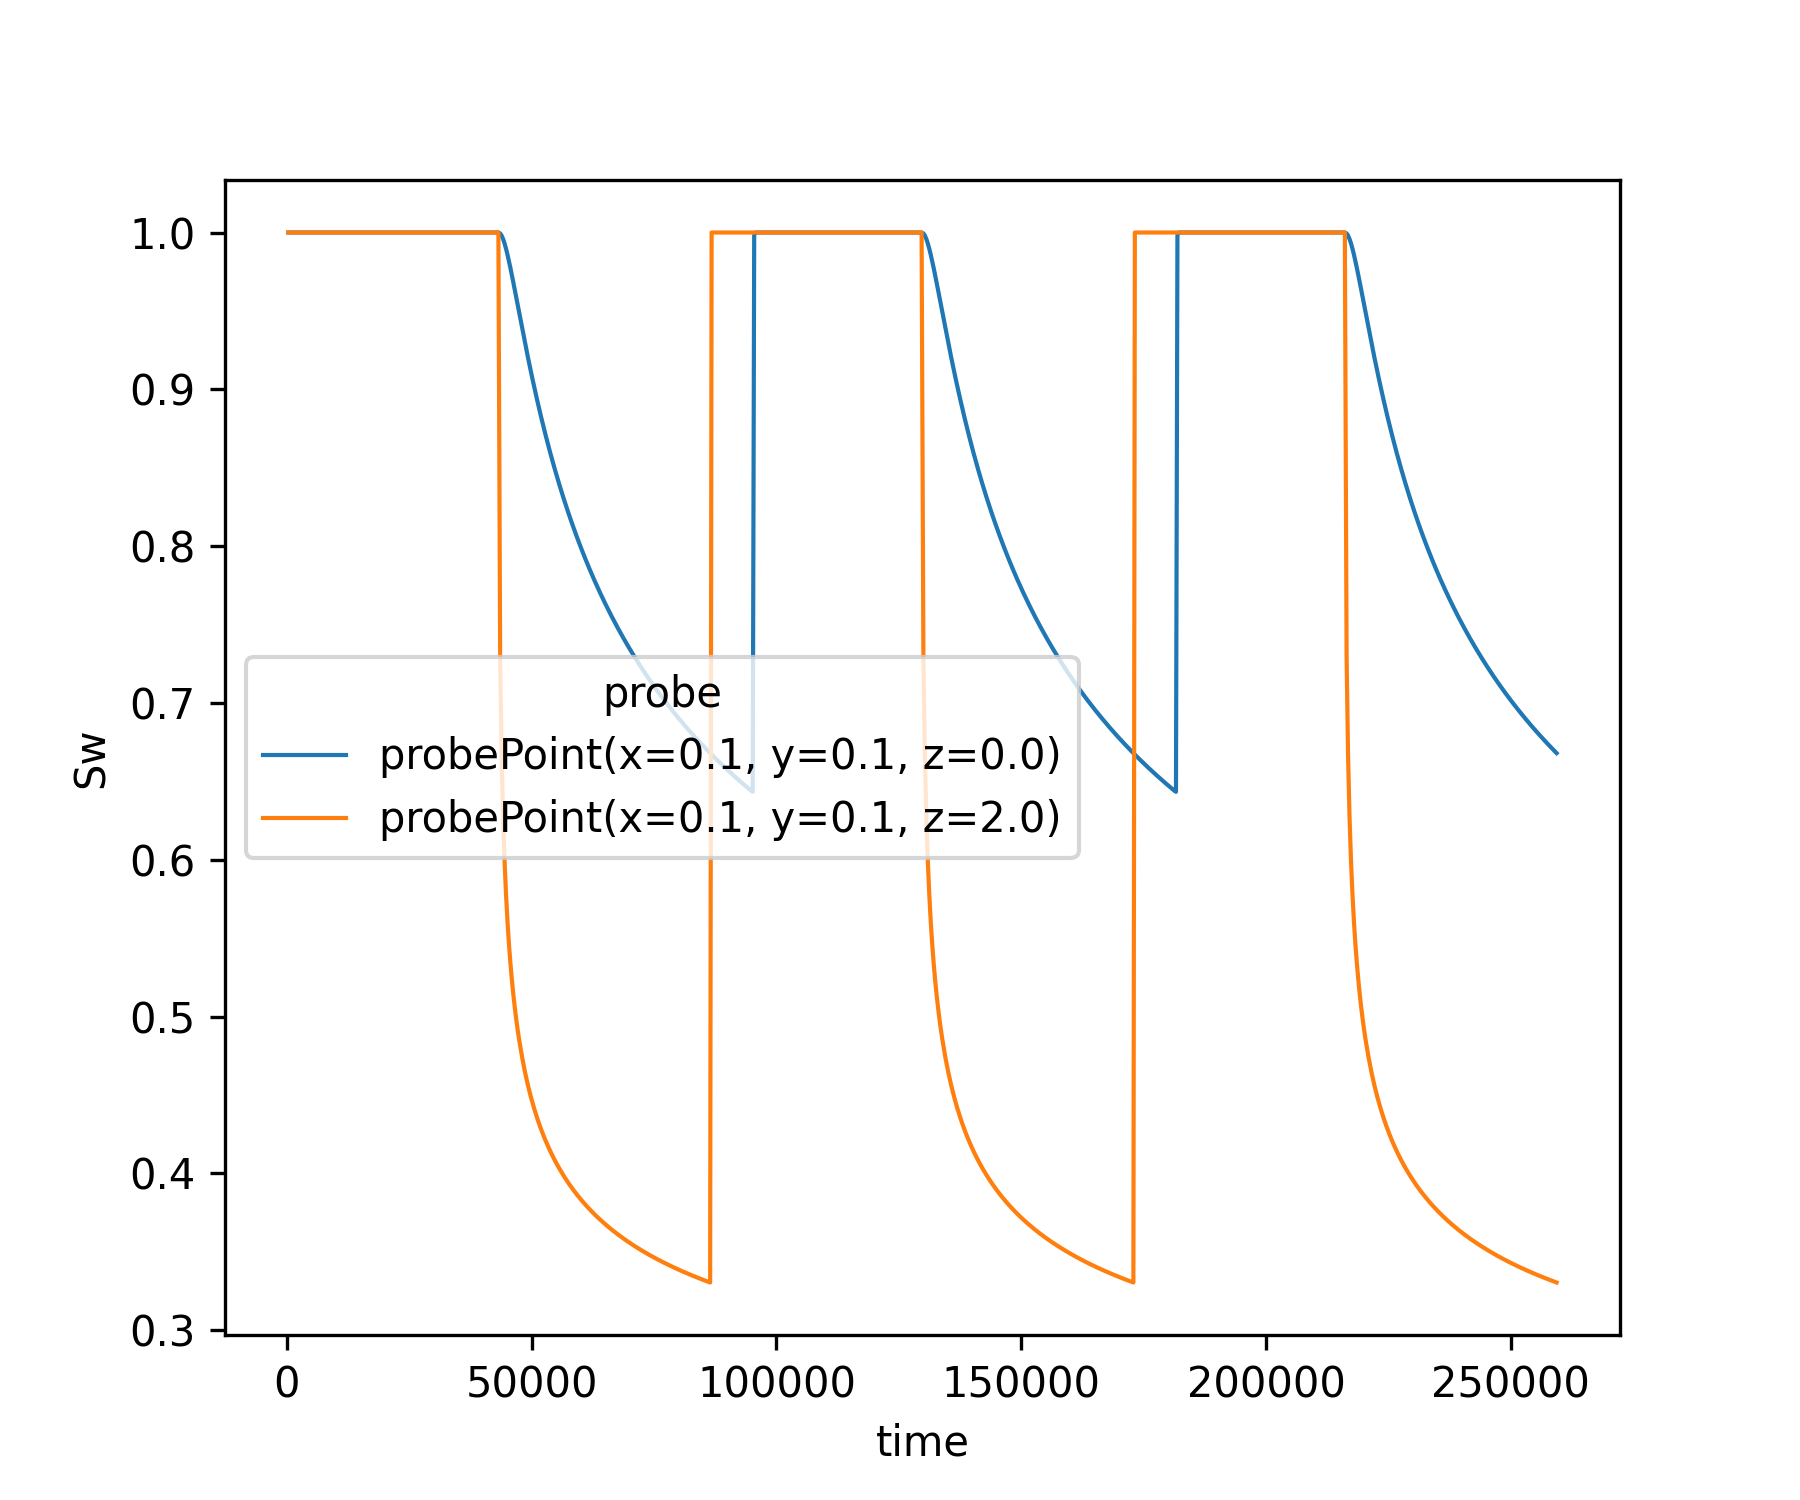 1.0
0.9
0.8
0.7
0.6
0.5
0.4
0.3
Sw
probe
probePoint(x=0.1, y=0.1, z=0.0)
probePoint(x=0.1, y=0.1, z=2.0)
0 50000 100000 150000 200000 250000
time